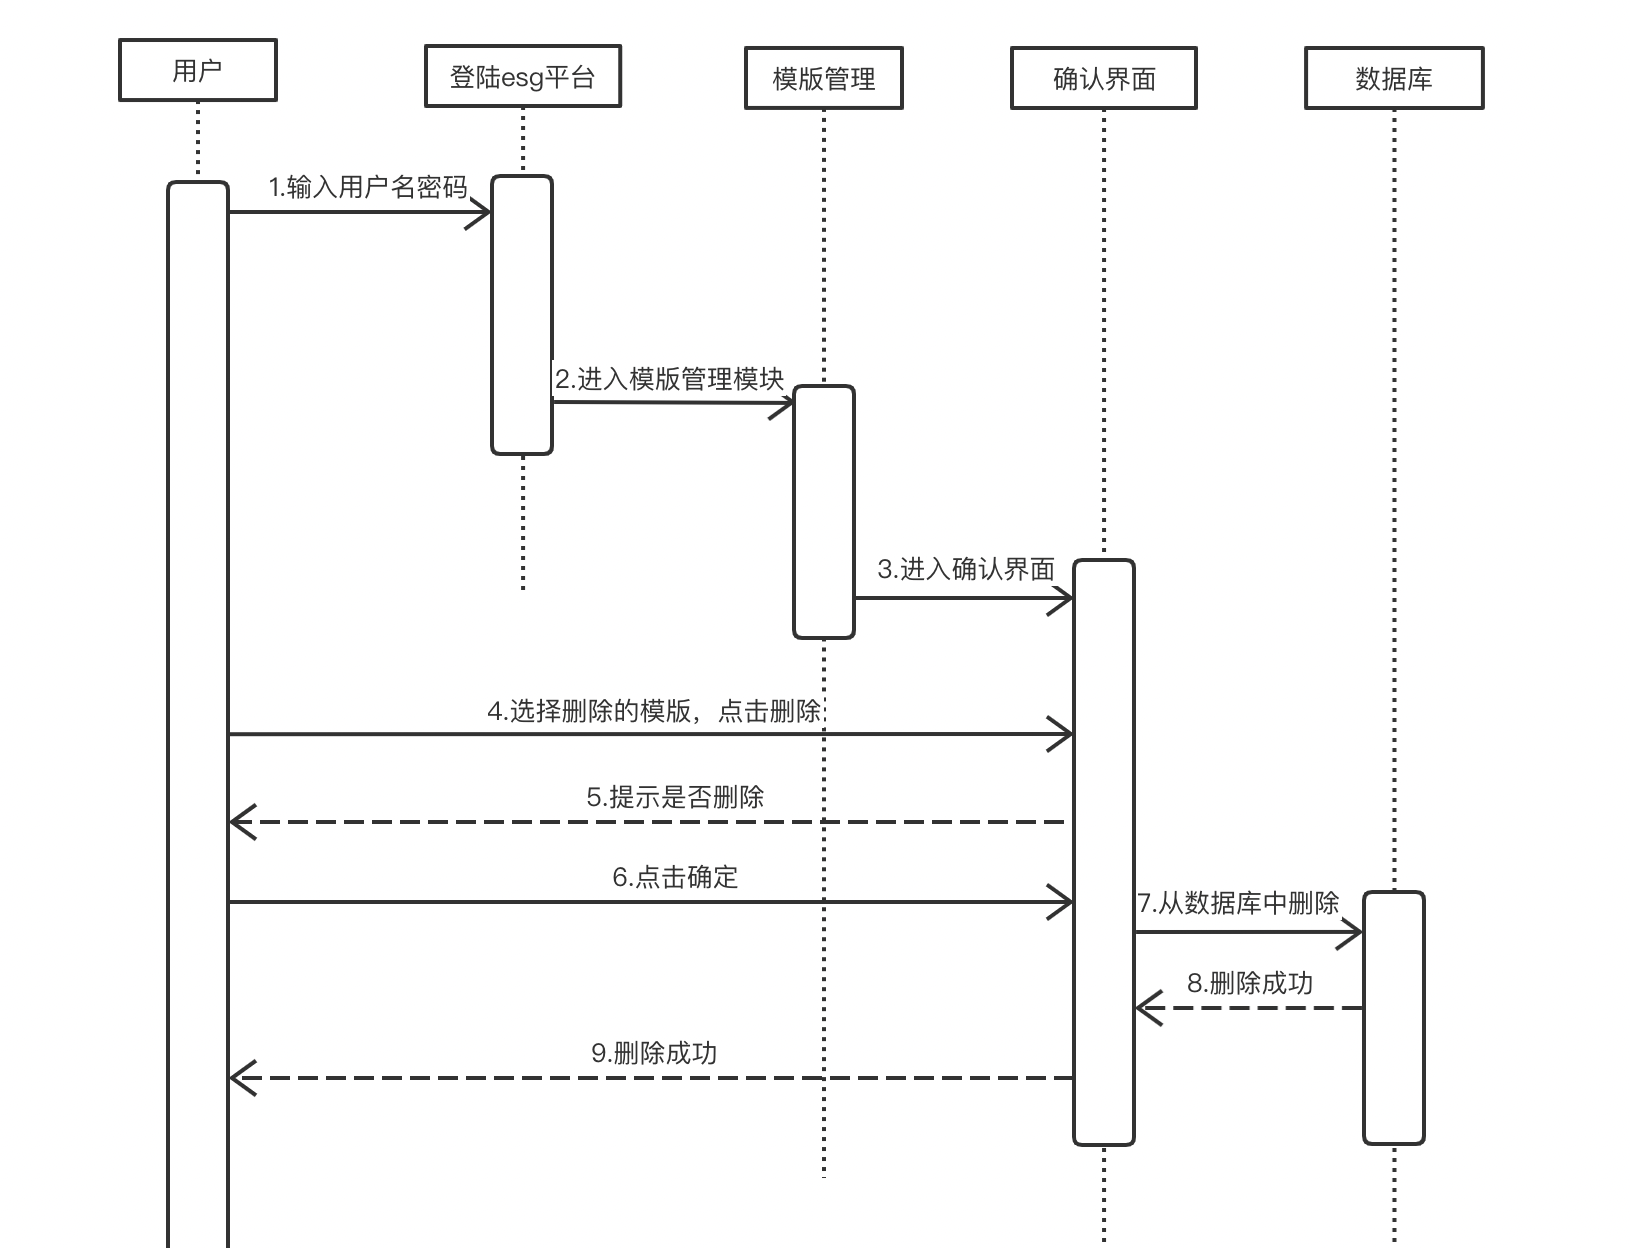 用户
登陆esg平台
模版管理
确认界面
数据库
1.输入用户名密码
2.进入模版管理模块
3.进入确认界面
4.选择删除的模版，点击删除
5.提示是否删除
6.点击确定
7.从数据库中删除
8.删除成功
9.删除成功